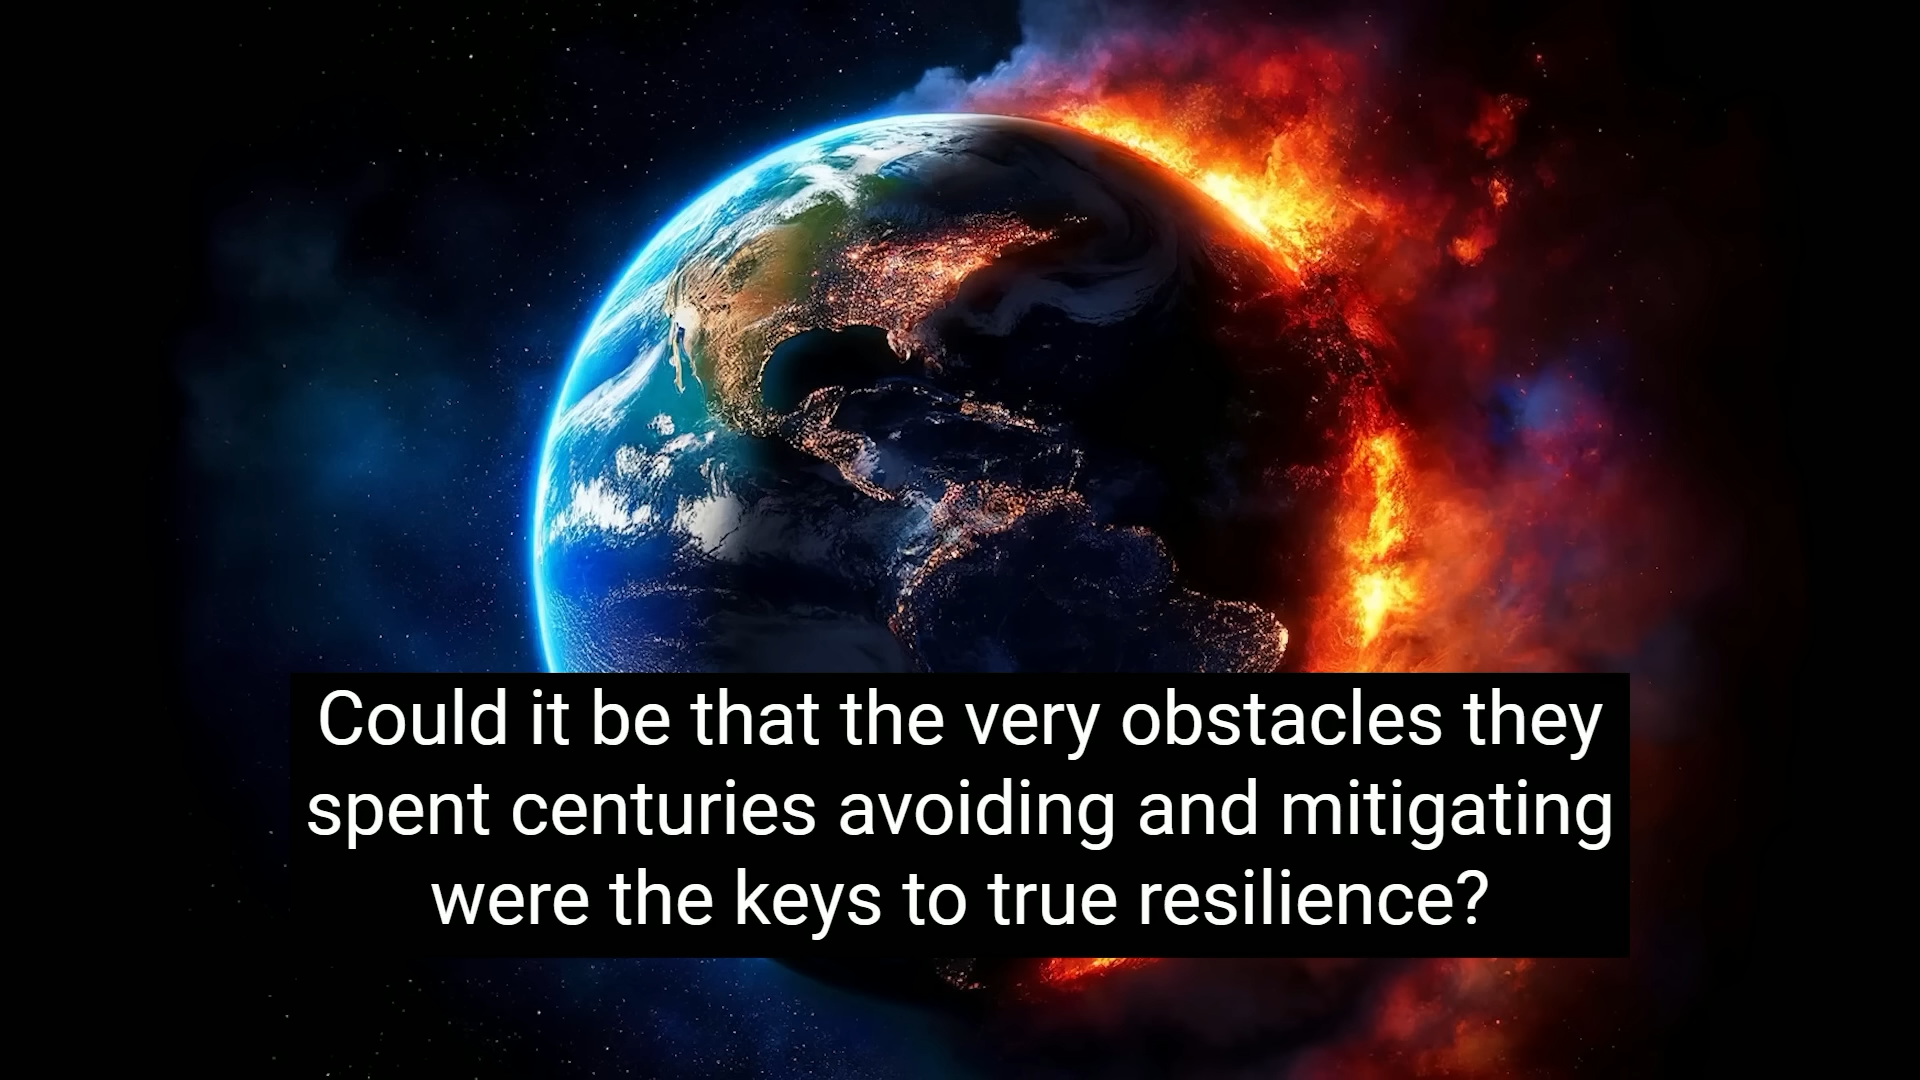 Could it be that the very obstacles they
spent centuries avoiding and mitigating
were the keys to true resilience?